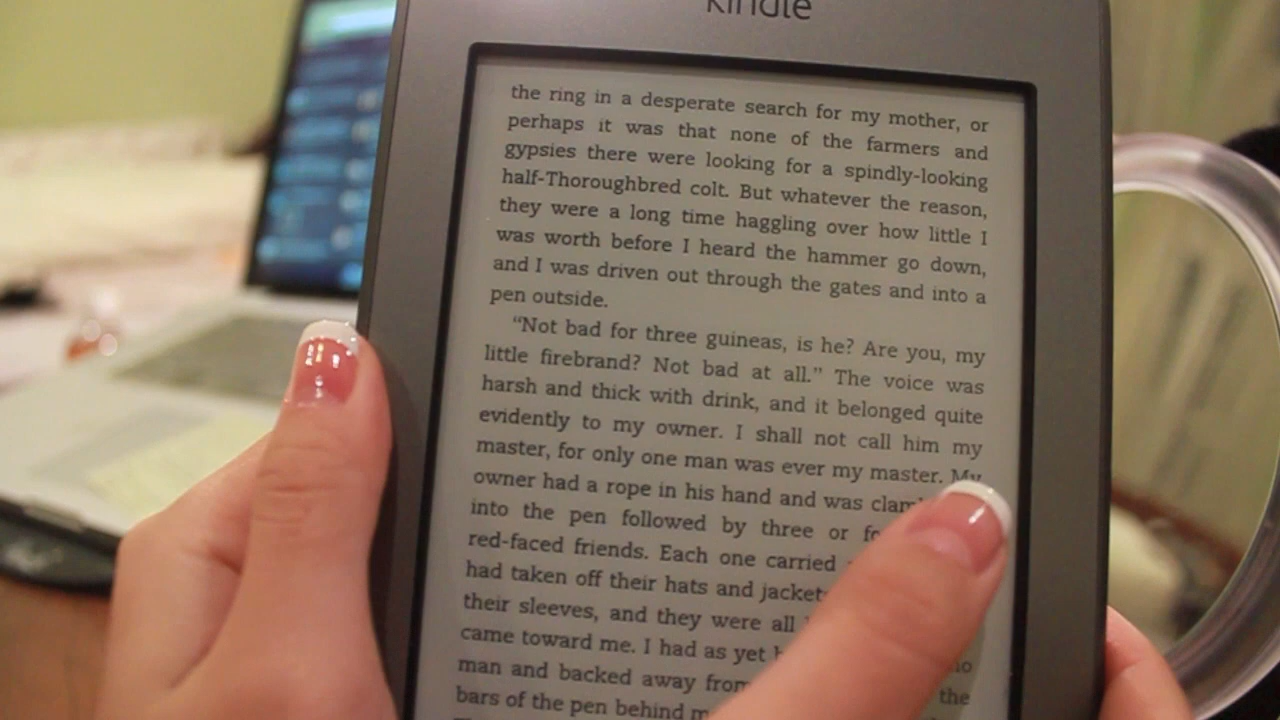 kindle
the ring in a desperate search for my mother, or
perhaps it was that none of the farmers and
gypsies there were looking for a spindly-looking
half-Thoroughbred colt. But whatever the reason,
they were a long time haggling over how little I
was worth before I heard the hammer go down,
and I was driven out through the gates and into a
pen outside.
“Not bad for three guineas, is he? Are you, my
little firebrand? Not bad at all.” The voice was
harsh and thick with drink, and it belonged quite
evidently to my owner. I shall not call him my
master, for only one man was ever my master. My
owner had a rope in his hand and was
into the pen followed by three or
red-faced friends. Each one carried
had taken off their hats and
their sleeves, and they were all
came toward me. I had as yet
man and backed away from the
bars of the pen behind